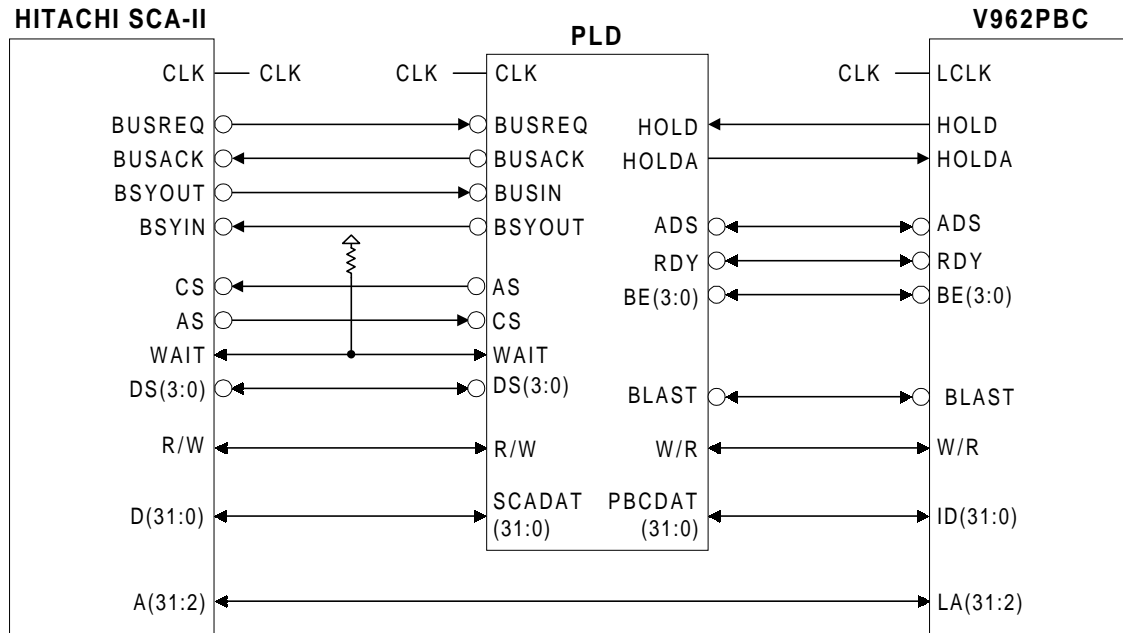 HITACHI SCA-II
PLD
V962PBC
CLK CLK CLK CLK CLK LCLK
BUSREQ BUSREQ HOLD HOLD
BUSACK BUSACK HOLDA HOLDA
BSYOUT BUSIN
BSYIN BSYOUT ADS ADS
RDY RDY
CS AS BE(3:0) BE(3:0)
AS CS
WAIT WAIT
DS(3:0) DS(3:0) BLAST BLAST
R/W R/W W/R W/R
D(31:0) SCADAT PBCDAT ID(31:0)
(31:0) (31:0)
A(31:2) LA(31:2)